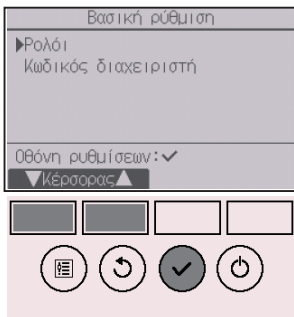 Βασική ρύθμιση
▶Ρολόι
Κωδικός διαχειριστή
Οθόνη ρυθμίσεων:✓
▼Κέρσορας▲